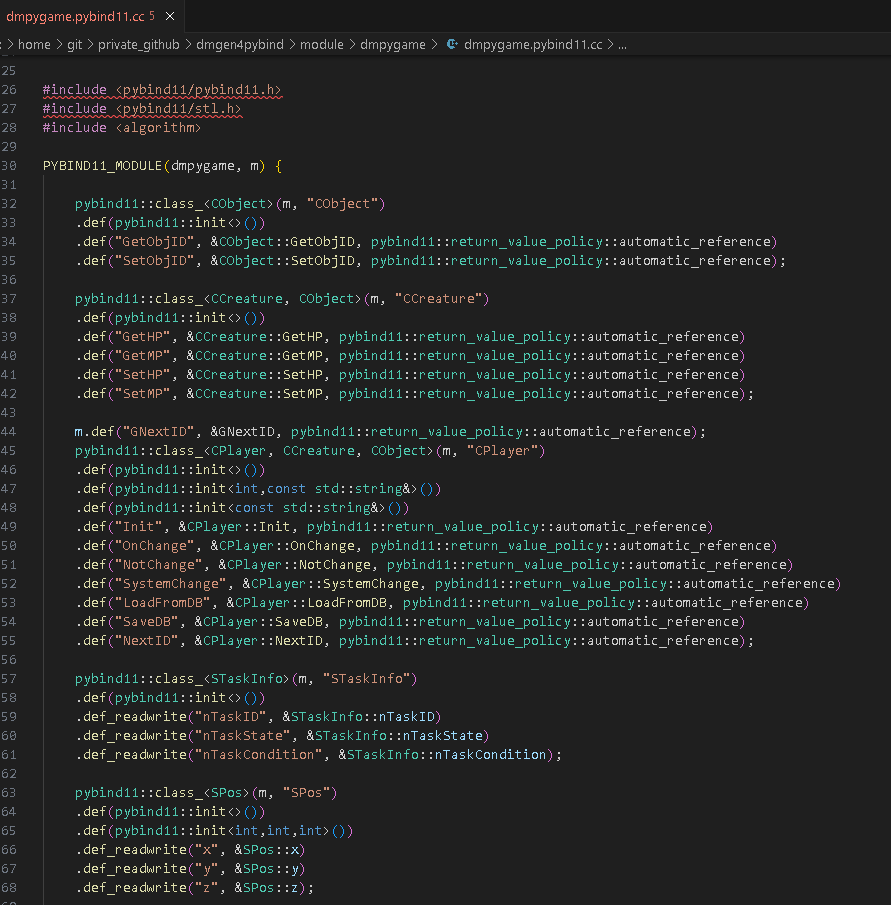 dmpygame.pybind11.cc 5 ×
> home > git > private_github > dmgen4pybind > module > dmpygame > dmpygame.pybind11.cc > ...
25
26 #include <pybind11/pybind11.h>
27 #include <pybind11/stl.h>
28 #include <algorithm>
29
30 PYBIND11_MODULE(dmpygame, m) {
31
32 pybind11::class_<CObject>(m, "CObject")
33 .def(pybind11::init<>())
34 .def("GetObjID", &CObject::GetObjID, pybind11::return_value_policy::automatic_reference)
35 .def("SetObjID", &CObject::SetObjID, pybind11::return_value_policy::automatic_reference);
36
37 pybind11::class_<CCreature, CObject>(m, "CCreature")
38 .def(pybind11::init<>())
39 .def("GetHP", &CCreature::GetHP, pybind11::return_value_policy::automatic_reference)
40 .def("GetMP", &CCreature::GetMP, pybind11::return_value_policy::automatic_reference)
41 .def("SetHP", &CCreature::SetHP, pybind11::return_value_policy::automatic_reference)
42 .def("SetMP", &CCreature::SetMP, pybind11::return_value_policy::automatic_reference);
43
44 m.def("GNextID", &GNextID, pybind11::return_value_policy::automatic_reference);
45 pybind11::class_<CPlayer, CCreature, CObject>(m, "CPlayer")
46 .def(pybind11::init<>())
47 .def(pybind11::init<int,const std::string&>())
48 .def(pybind11::init<const std::string&>())
49 .def("Init", &CPlayer::Init, pybind11::return_value_policy::automatic_reference)
50 .def("OnChange", &CPlayer::OnChange, pybind11::return_value_policy::automatic_reference)
51 .def("NotChange", &CPlayer::NotChange, pybind11::return_value_policy::automatic_reference)
52 .def("SystemChange", &CPlayer::SystemChange, pybind11::return_value_policy::automatic_reference)
53 .def("LoadFromDB", &CPlayer::LoadFromDB, pybind11::return_value_policy::automatic_reference)
54 .def("SaveDB", &CPlayer::SaveDB, pybind11::return_value_policy::automatic_reference)
55 .def("NextID", &CPlayer::NextID, pybind11::return_value_policy::automatic_reference);
56
57 pybind11::class_<STaskInfo>(m, "STaskInfo")
58 .def(pybind11::init<>())
59 .def_readwrite("nTaskID", &STaskInfo::nTaskID)
60 .def_readwrite("nTaskState", &STaskInfo::nTaskState)
61 .def_readwrite("nTaskCondition", &STaskInfo::nTaskCondition);
62
63 pybind11::class_<SPos>(m, "SPos")
64 .def(pybind11::init<>())
65 .def(pybind11::init<int,int,int>())
66 .def_readwrite("x", &SPos::x)
67 .def_readwrite("y", &SPos::y)
68 .def_readwrite("z", &SPos::z);